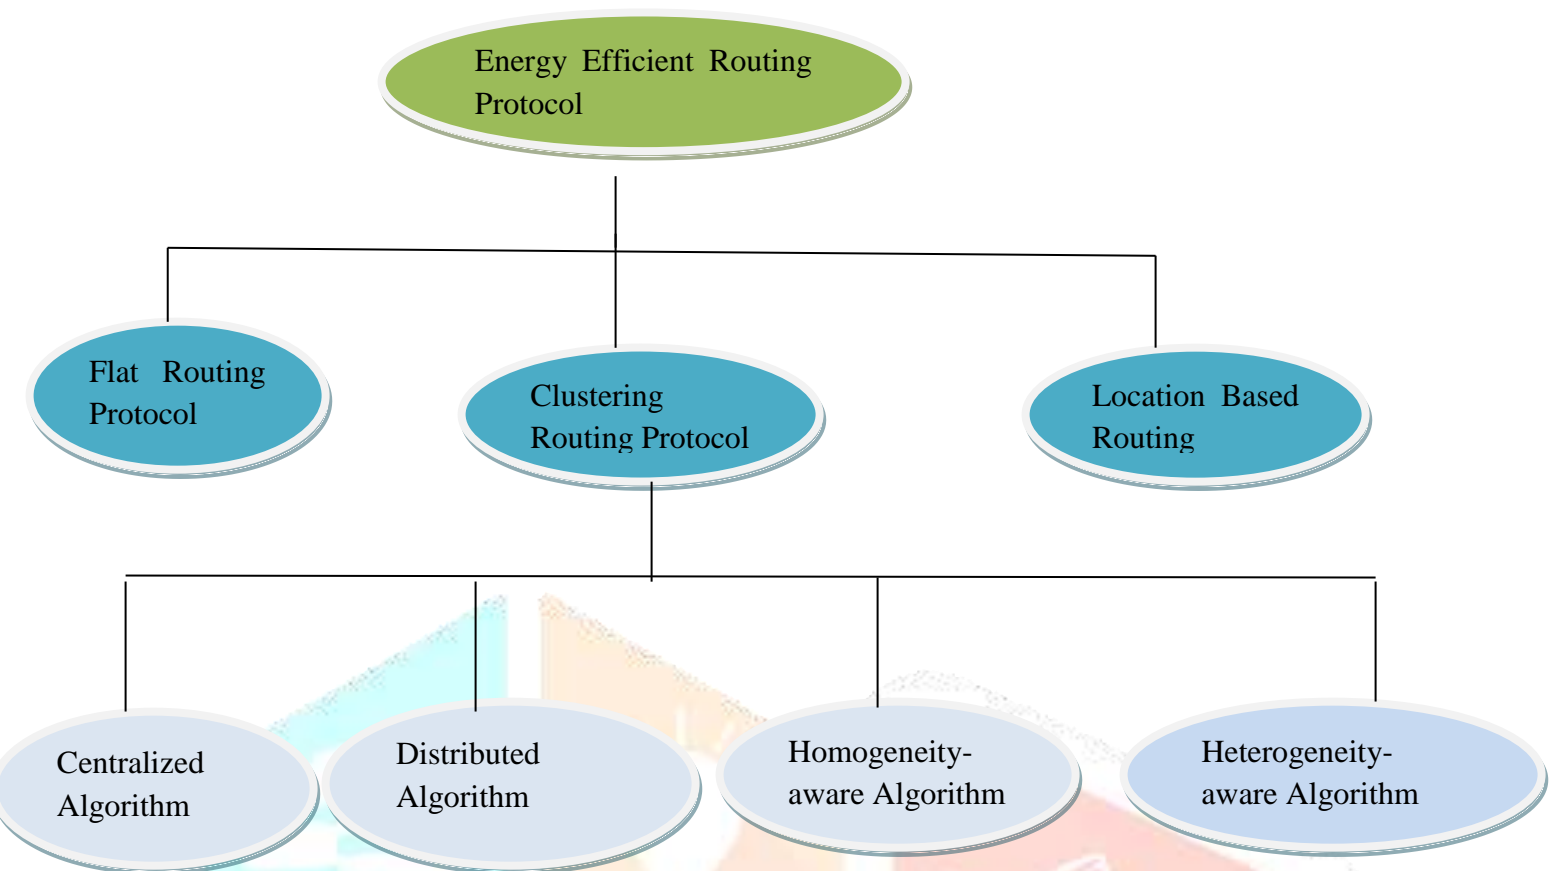 Energy Efficient Routing
Protocol
Flat Routing
Protocol
Clustering
Routing Protocol
Location Based
Routing
Centralized
Algorithm
Distributed
Algorithm
Homogeneity-
aware Algorithm
Heterogeneity-
aware Algorithm